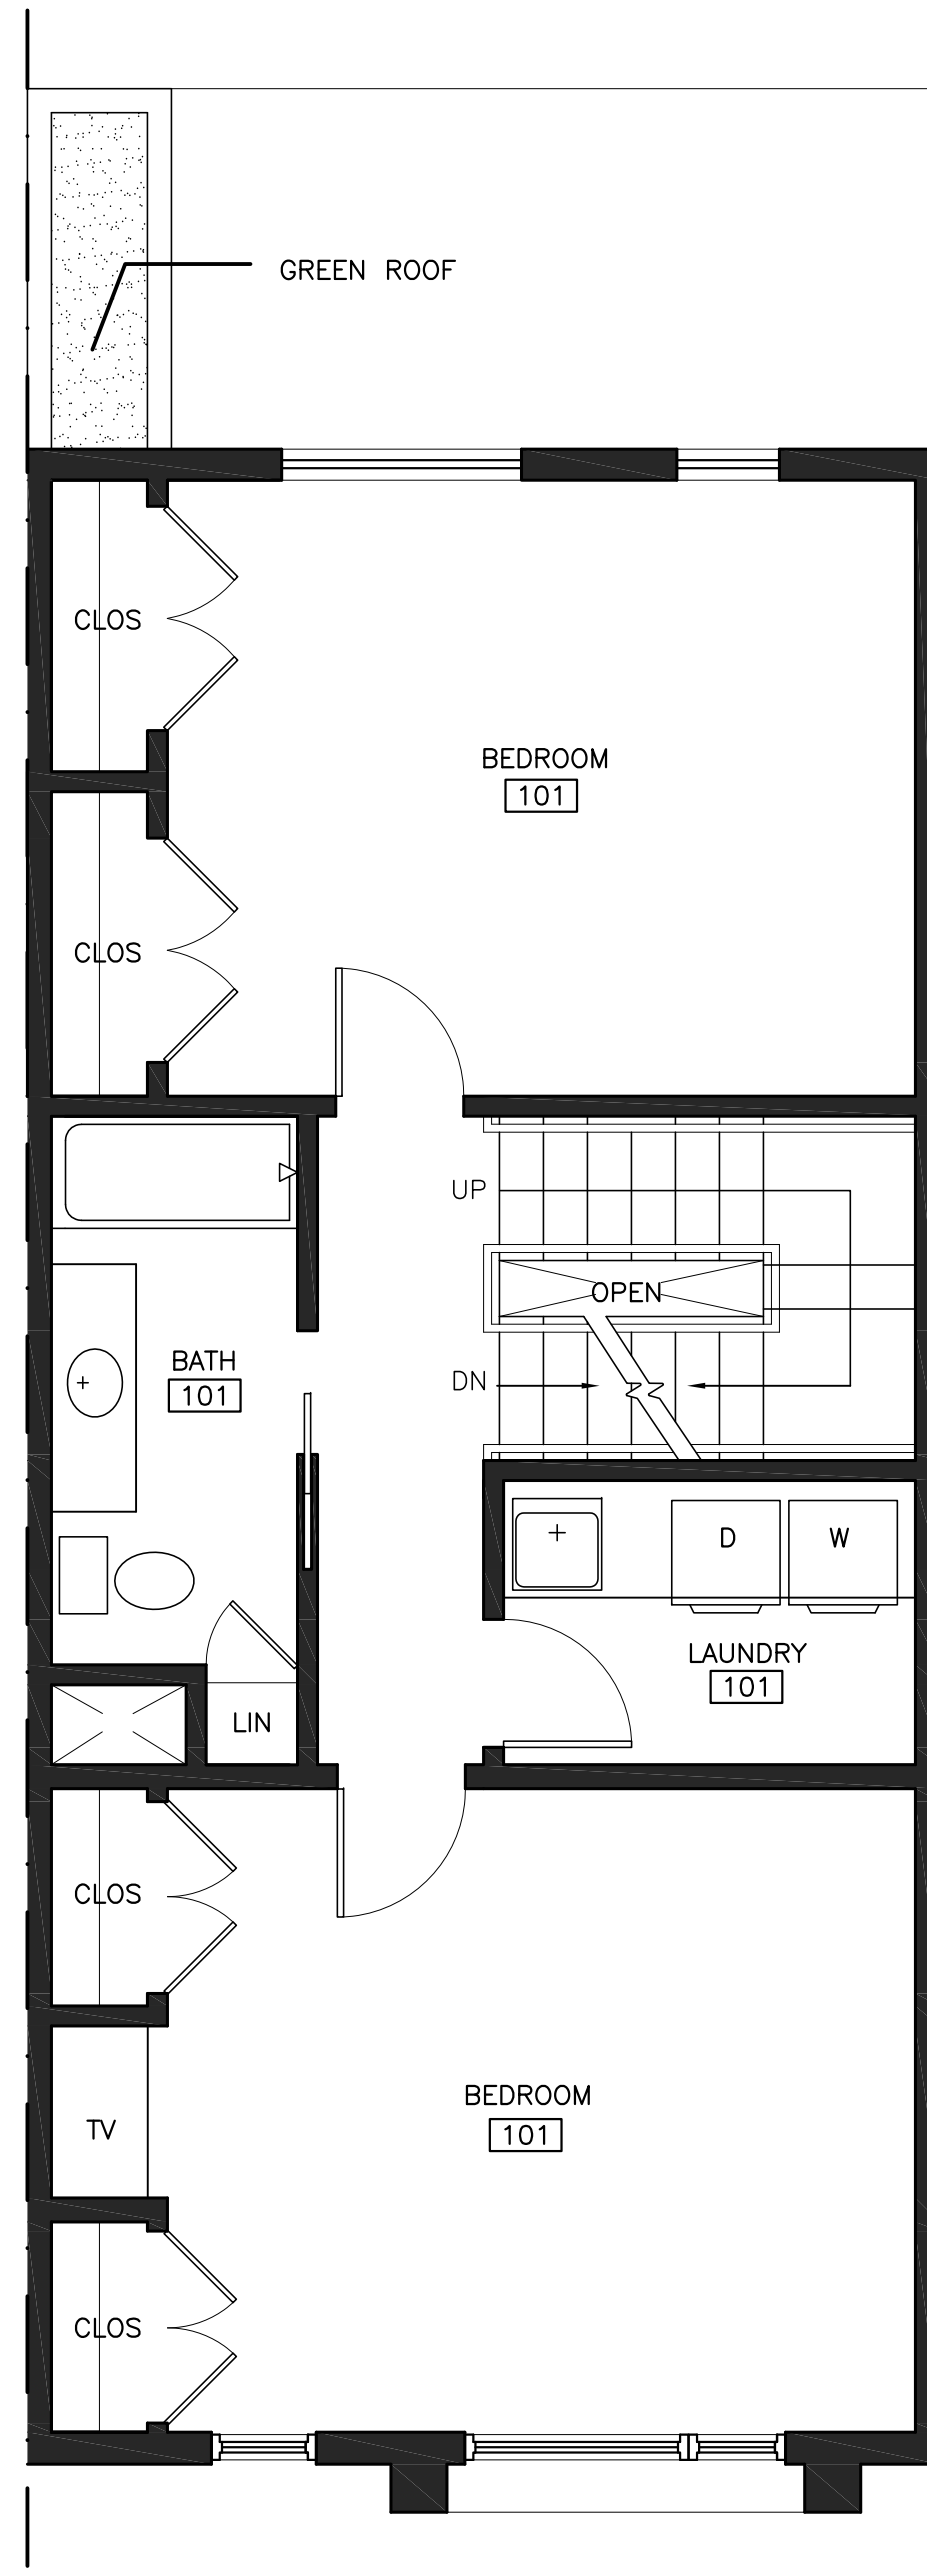 GREEN ROOF
CLOS
BEDROOM
101
CLOS
UP
OPEN
BATH
101
DN
D
W
LAUNDRY
101
LIN
CLOS
BEDROOM
101
TV
CLOS